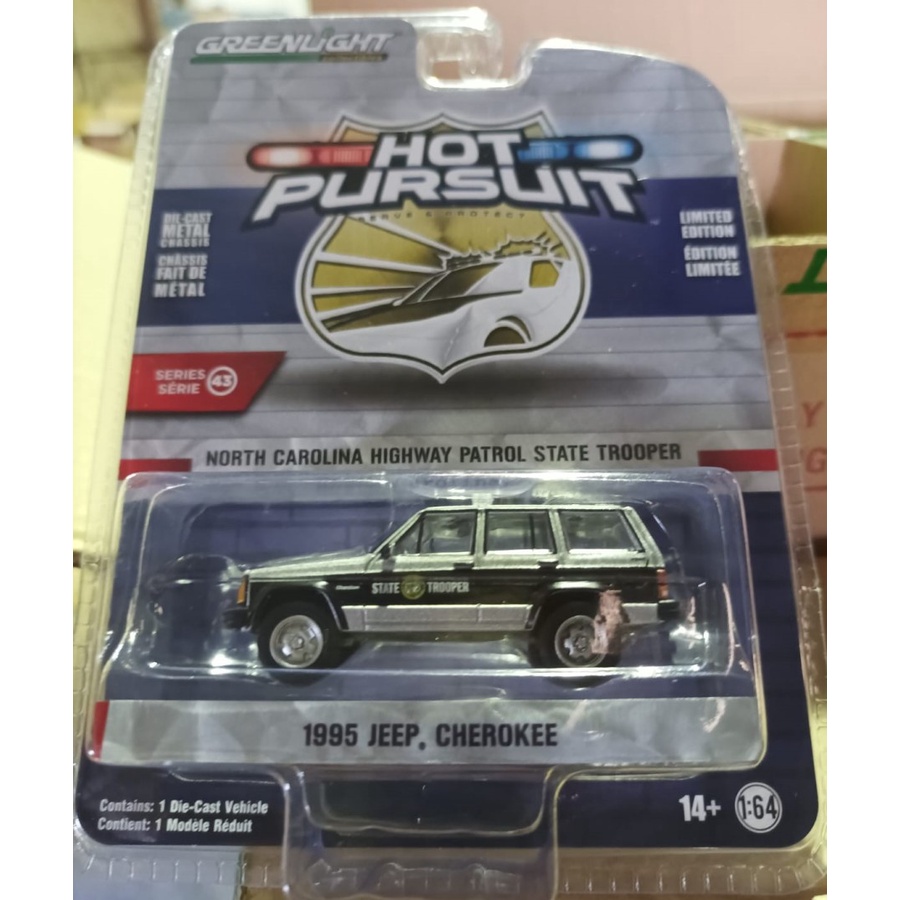 GREENLIGHT
HOT
PURSUIT
SERVE & PROTECT
DIE-CAST
METAL
CHASSIS
CHÂSSIS
FAIT DE
MÉTAL
LIMITED
EDITION
ÉDITION
LIMITÉE
SERIES
SÉRIE
43
NORTH CAROLINA HIGHWAY PATROL STATE TROOPER
STATE TROOPER
1995 JEEP® CHEROKEE
Contains: 1 Die-Cast Vehicle
Contient: 1 Modèle Réduit
14+
1:64